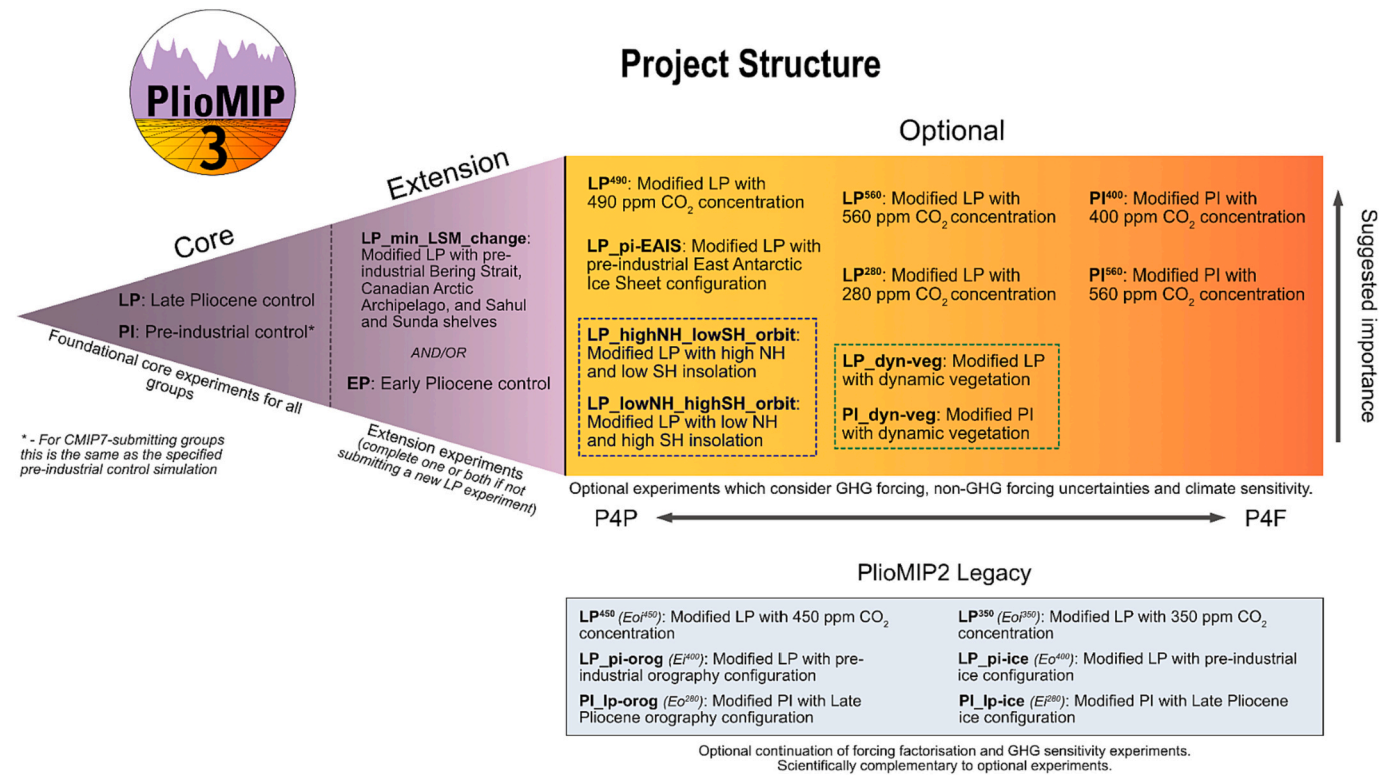 PlioMIP
3
Project Structure
Core
Extension
Optional
LP: Late Pliocene control
PI: Pre-industrial control*
Foundational core experiments for all
groups
* - For CMIP7-submitting groups
this is the same as the specified
pre-industrial control simulation
LP_min_LSM_change:
Modified LP with pre-
industrial Bering Strait,
Canadian Arctic
Archipelago, and Sahul
and Sunda shelves
AND/OR
EP: Early Pliocene control
Extension experiments
(complete one or both if not
submitting a new LP experiment)
LP⁴⁹⁰: Modified LP with
490 ppm CO₂ concentration
LP_pi-EAIS: Modified LP with
pre-industrial East Antarctic
Ice Sheet configuration
LP_highNH_lowSH_orbit:
Modified LP with high NH
and low SH insolation
LP_lowNH_highSH_orbit:
Modified LP with low NH
and high SH insolation
LP⁵⁶⁰: Modified LP with
560 ppm CO₂ concentration
LP²⁸⁰: Modified LP with
280 ppm CO₂ concentration
LP_dyn-veg: Modified LP
with dynamic vegetation
PI_dyn-veg: Modified PI
with dynamic vegetation
PI⁴⁰⁰: Modified PI with
400 ppm CO₂ concentration
PI⁵⁶⁰: Modified PI with
560 ppm CO₂ concentration
Suggested importance
Optional experiments which consider GHG forcing, non-GHG forcing uncertainties and climate sensitivity.
P4P
P4F
PlioMIP2 Legacy
LP⁴⁵⁰ (Eoi⁴⁵⁰): Modified LP with 450 ppm CO₂
concentration
LP_pi-orog (Ei⁴⁰⁰): Modified LP with pre-
industrial orography configuration
PI_lp-orog (Eo²⁸⁰): Modified PI with Late
Pliocene orography configuration
LP³⁵⁰ (Eoi³⁵⁰): Modified LP with 350 ppm CO₂
concentration
LP_pi-ice (Eo⁴⁰⁰): Modified LP with pre-industrial
ice configuration
PI_lp-ice (Ei²⁸⁰): Modified PI with Late Pliocene
ice configuration
Optional continuation of forcing factorisation and GHG sensitivity experiments.
Scientifically complementary to optional experiments.